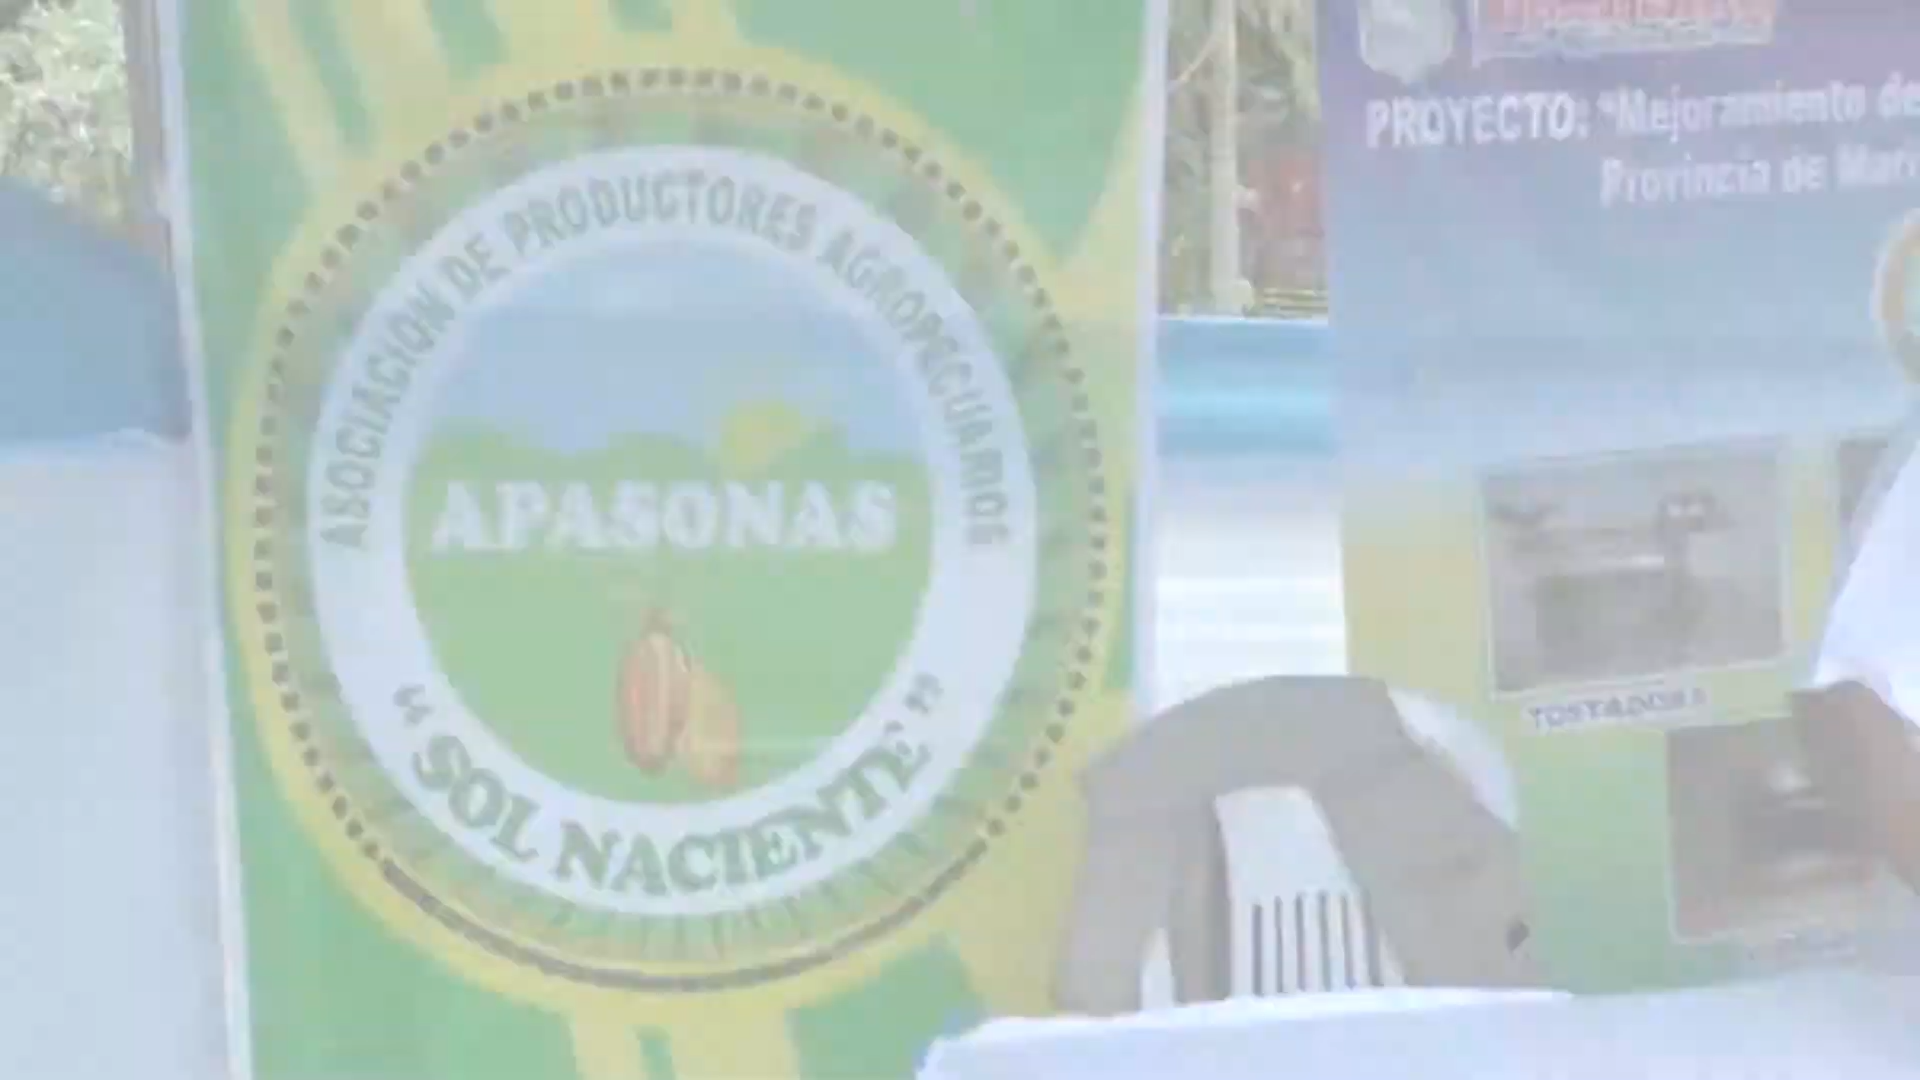 ASOCIACION DE PRODUCTORES AGROPECUARIOS
APASONAS
“ SOL NACIENTE ”
PROYECTO: "Mejoramiento de
Provincia de
TOSTADORA